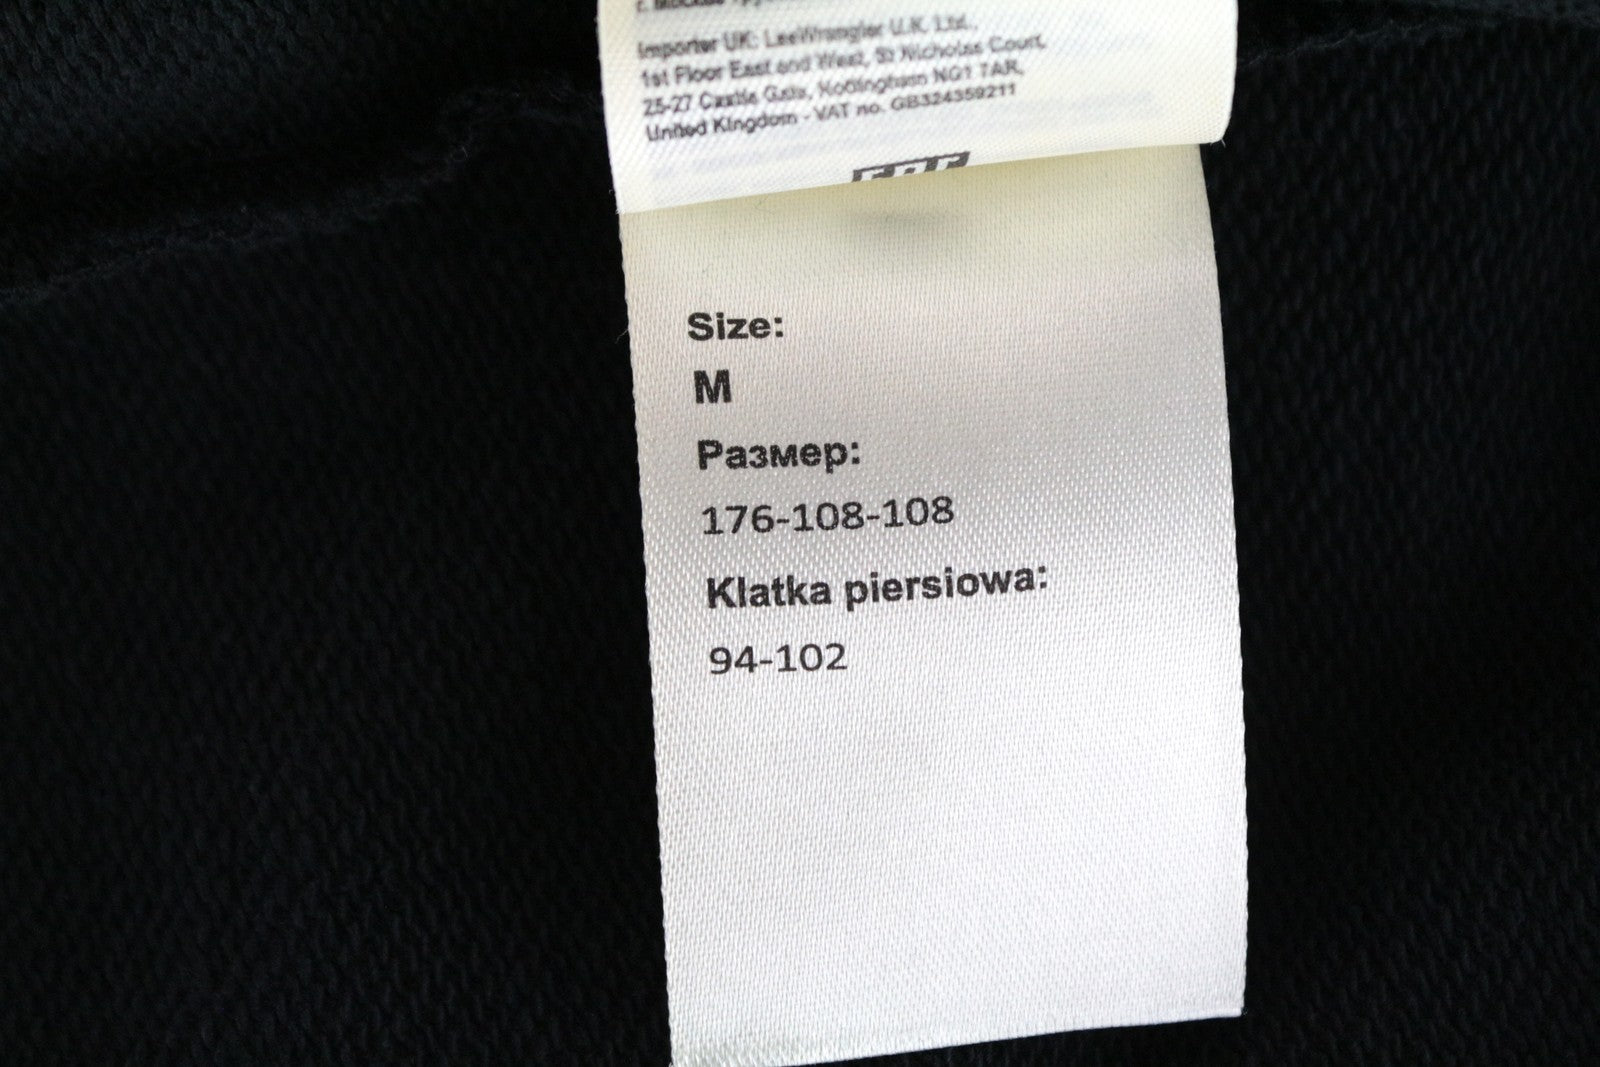 г. Москва
Importer UK: LeeWrangler U.K. Ltd.,
1st Floor East and West, St Nicholas Court,
25-27 Castle Gate, Nottingham NG1 7AR,
United Kingdom - VAT no. GB324359211
Size:
M
Размер:
176-108-108
Klatka piersiowa:
94-102